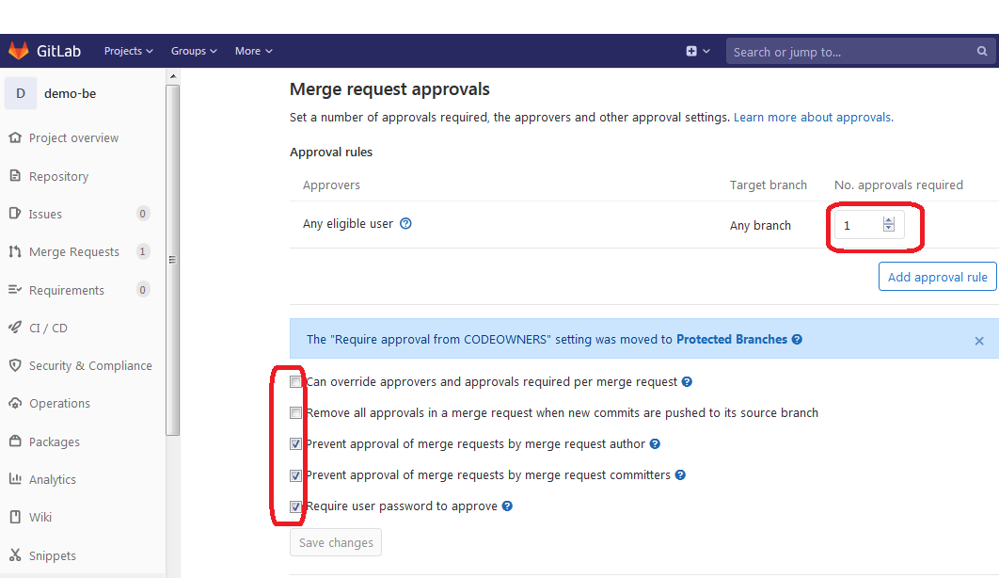 GitLab Projects Groups More Search or jump to...
D demo-be
Project overview
Repository
Issues 0
Merge Requests 1
Requirements 0
CI / CD
Security & Compliance
Operations
Packages
Analytics
Wiki
Snippets
Merge request approvals
Set a number of approvals required, the approvers and other approval settings. Learn more about approvals.
Approval rules
Approvers Target branch No. approvals required
Any eligible user ? Any branch 1
Add approval rule
The "Require approval from CODEOWNERS" setting was moved to Protected Branches ? ×
Can override approvers and approvals required per merge request ?
Remove all approvals in a merge request when new commits are pushed to its source branch
Prevent approval of merge requests by merge request author ?
Prevent approval of merge requests by merge request committers ?
Require user password to approve ?
Save changes